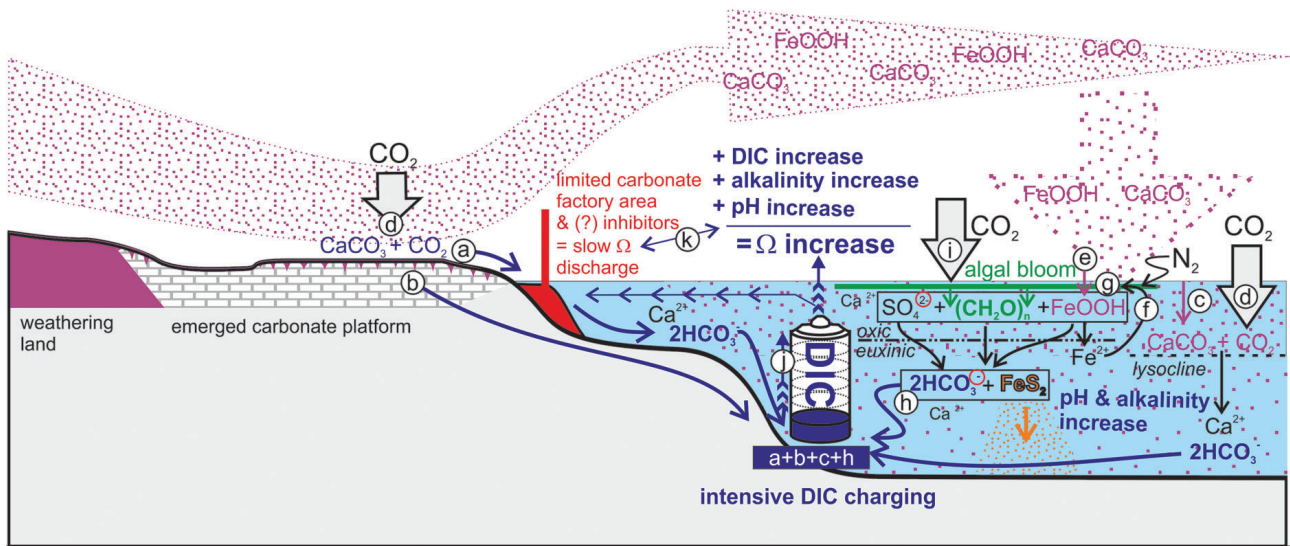 FeOOH
CaCO₃
CaCO₃
FeOOH
CaCO₃
CO₂
d
CaCO₃ + CO₂
a
b
limited carbonate
factory area
& (?) inhibitors
= slow Ω
discharge
k
+ DIC increase
+ alkalinity increase
+ pH increase
= Ω increase
FeOOH
CaCO₃
CO₂
i
algal bloom
e
g
N₂
CO₂
d
c
f
Ca²⁺
SO₄²⁻ + (CH₂O)ₙ + FeOOH
oxic
euxinic
Fe²⁺
CaCO₃ + CO₂
lysocline
weathering
land
emerged carbonate platform
Ca²⁺
2HCO₃⁻
j
DIC
2HCO₃⁻ + FeS₂
h
Ca²⁺
pH & alkalinity
increase
Ca²⁺
2HCO₃⁻
a+b+c+h
intensive DIC charging